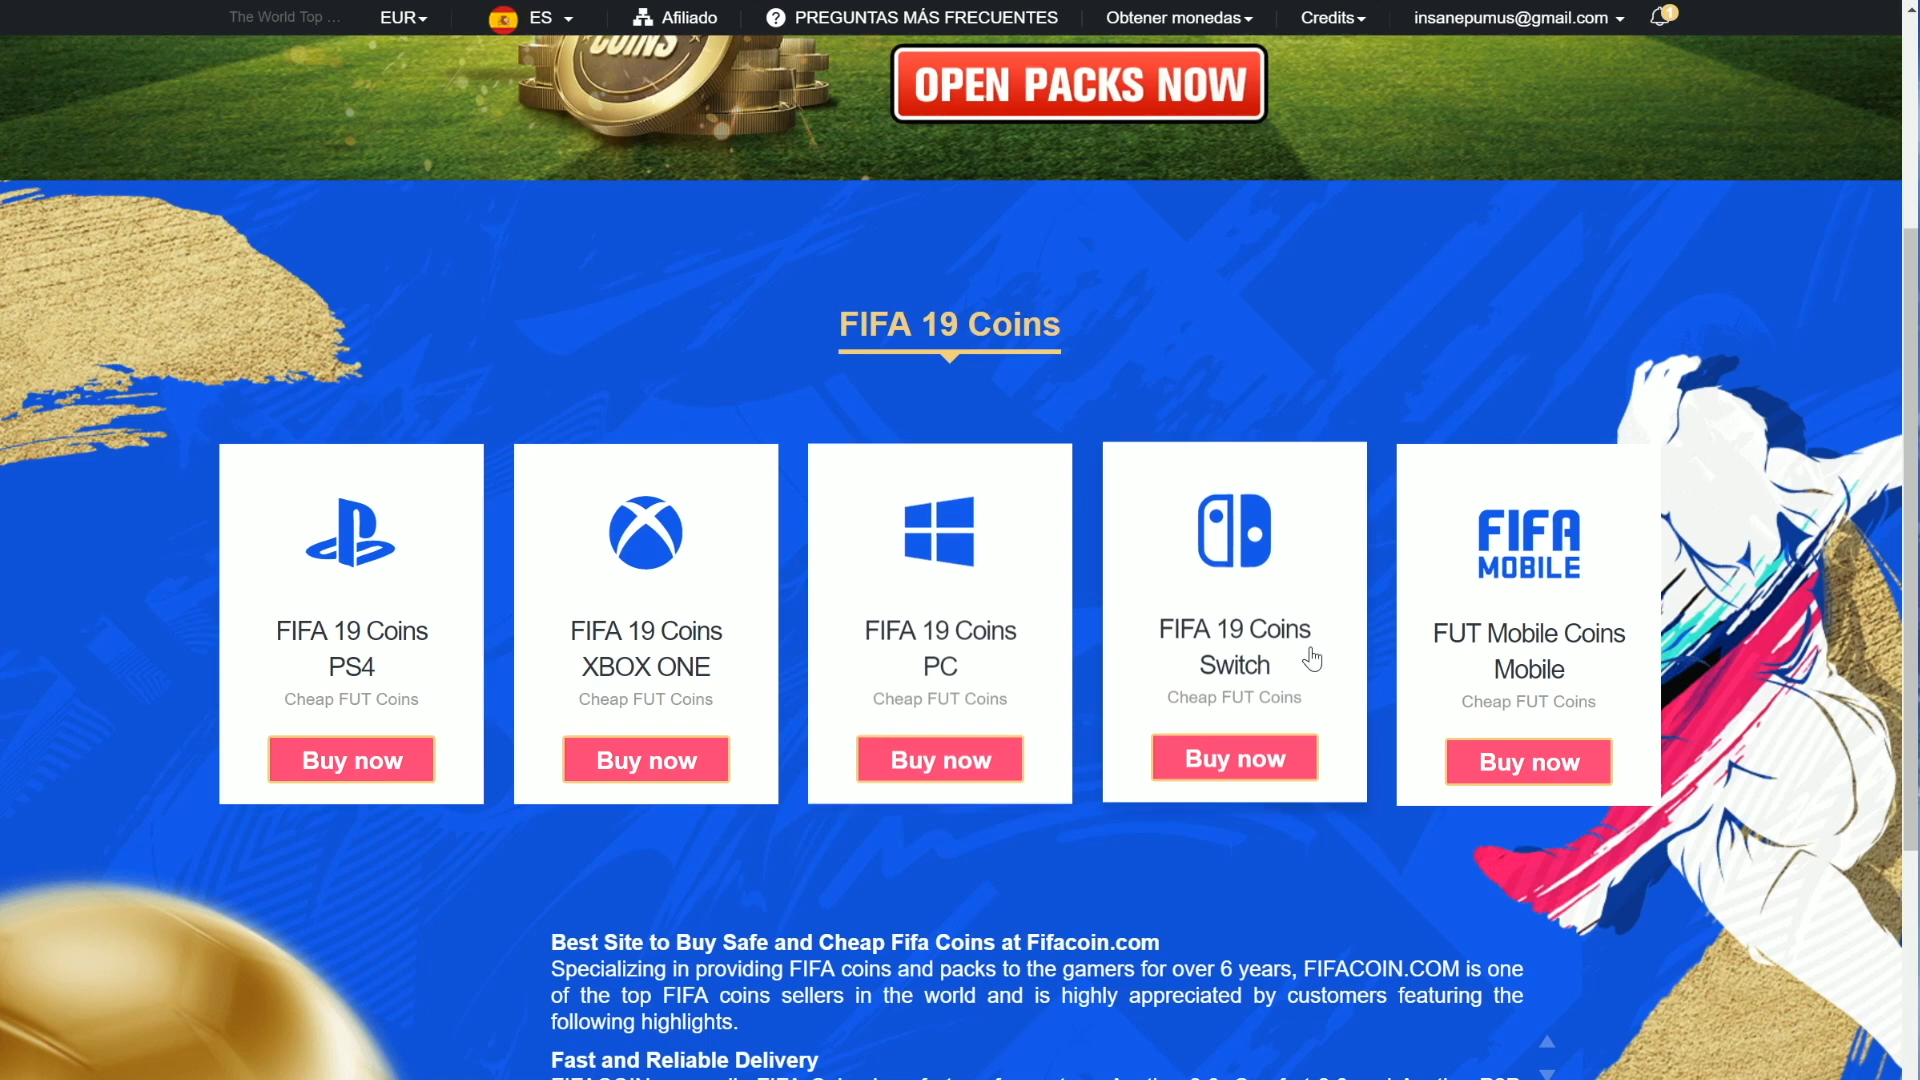 The World Top ...
EUR
ES
Afiliado
? PREGUNTAS MÁS FRECUENTES
Obtener monedas
Credits
insanepumus@gmail.com
1
COINS
OPEN PACKS NOW
FIFA 19 Coins
FIFA 19 Coins
PS4
Cheap FUT Coins
Buy now
FIFA 19 Coins
XBOX ONE
Cheap FUT Coins
Buy now
FIFA 19 Coins
PC
Cheap FUT Coins
Buy now
FIFA 19 Coins
Switch
Cheap FUT Coins
Buy now
FIFA
MOBILE
FUT Mobile Coins
Mobile
Cheap FUT Coins
Buy now
Best Site to Buy Safe and Cheap Fifa Coins at Fifacoin.com
Specializing in providing FIFA coins and packs to the gamers for over 6 years, FIFACOIN.COM is one
of the top FIFA coins sellers in the world and is highly appreciated by customers featuring the
following highlights.
Fast and Reliable Delivery